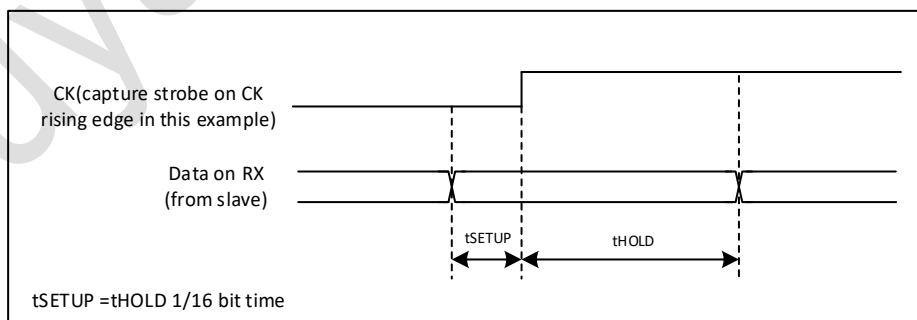 CK(capture strobe on CK
rising edge in this example)
Data on RX
(from slave)
tSETUP
tHOLD
tSETUP =tHOLD 1/16 bit time